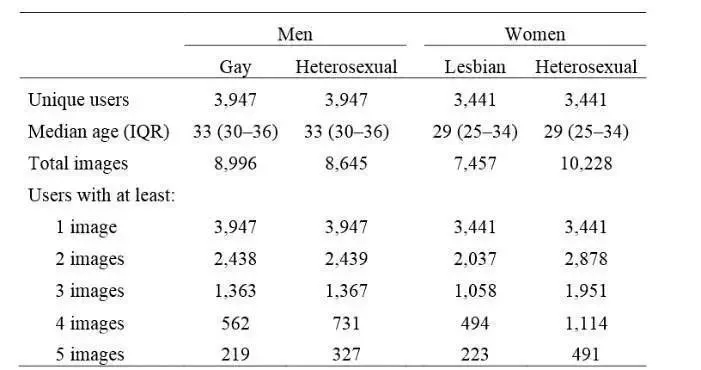 Men Women
Gay Heterosexual Lesbian Heterosexual
Unique users 3,947 3,947 3,441 3,441
Median age (IQR) 33 (30–36) 33 (30–36) 29 (25–34) 29 (25–34)
Total images 8,996 8,645 7,457 10,228
Users with at least:
1 image 3,947 3,947 3,441 3,441
2 images 2,438 2,439 2,037 2,878
3 images 1,363 1,367 1,058 1,951
4 images 562 731 494 1,114
5 images 219 327 223 491